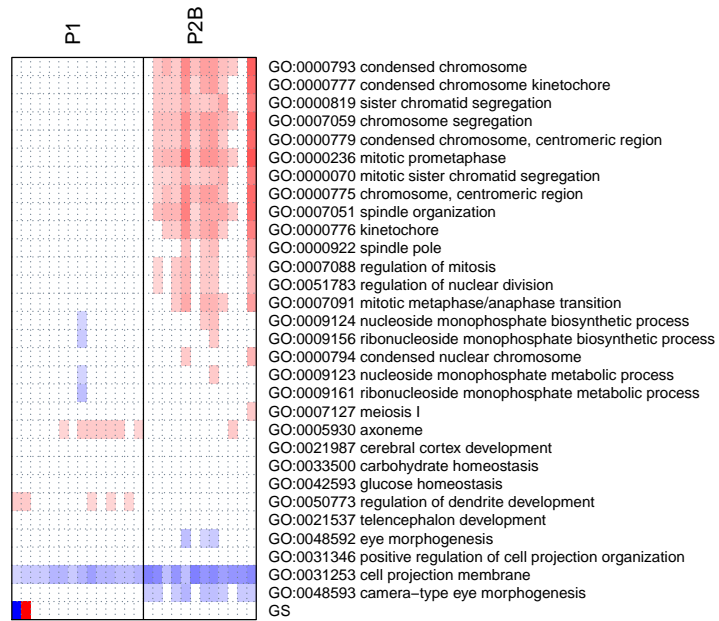 P1
P2B
GO:0000793 condensed chromosome
GO:0000777 condensed chromosome kinetochore
GO:0000819 sister chromatid segregation
GO:0007059 chromosome segregation
GO:0000779 condensed chromosome, centromeric region
GO:0000236 mitotic prometaphase
GO:0000070 mitotic sister chromatid segregation
GO:0000775 chromosome, centromeric region
GO:0007051 spindle organization
GO:0000776 kinetochore
GO:0000922 spindle pole
GO:0007088 regulation of mitosis
GO:0051783 regulation of nuclear division
GO:0007091 mitotic metaphase/anaphase transition
GO:0009124 nucleoside monophosphate biosynthetic process
GO:0009156 ribonucleoside monophosphate biosynthetic process
GO:0000794 condensed nuclear chromosome
GO:0009123 nucleoside monophosphate metabolic process
GO:0009161 ribonucleoside monophosphate metabolic process
GO:0007127 meiosis I
GO:0005930 axoneme
GO:0021987 cerebral cortex development
GO:0033500 carbohydrate homeostasis
GO:0042593 glucose homeostasis
GO:0050773 regulation of dendrite development
GO:0021537 telencephalon development
GO:0048592 eye morphogenesis
GO:0031346 positive regulation of cell projection organization
GO:0031253 cell projection membrane
GO:0048593 camera−type eye morphogenesis
GS